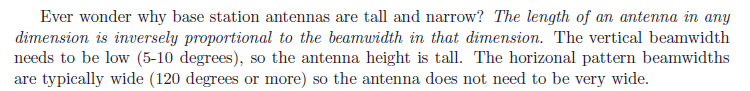 Ever wonder why base station antennas are tall and narrow? The length of an antenna in any
dimension is inversely proportional to the beamwidth in that dimension. The vertical beamwidth
needs to be low (5-10 degrees), so the antenna height is tall. The horizonal pattern beamwidths
are typically wide (120 degrees or more) so the antenna does not need to be very wide.